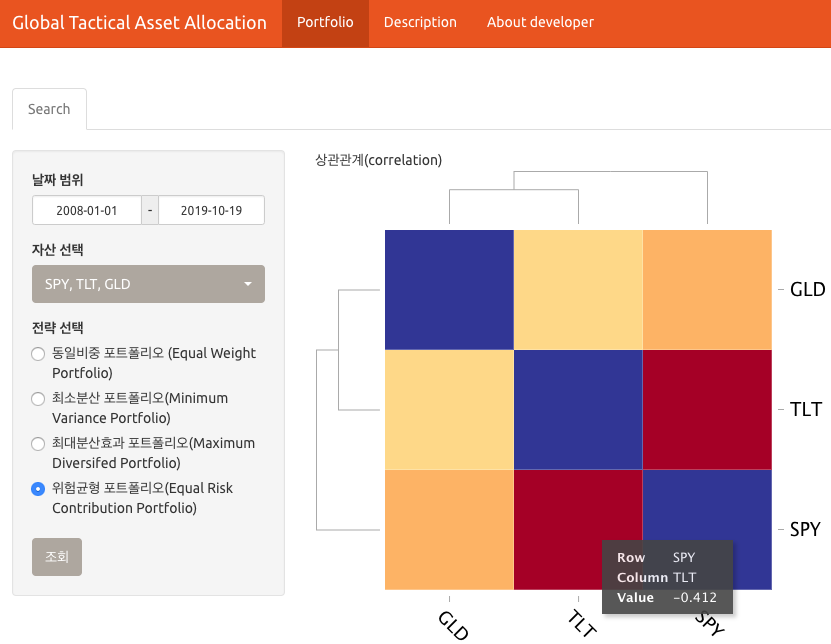 Global Tactical Asset Allocation Portfolio Description About developer
Search
날짜 범위
2008-01-01 - 2019-10-19
자산 선택
SPY, TLT, GLD
전략 선택
동일비중 포트폴리오 (Equal Weight
Portfolio)
최소분산 포트폴리오(Minimum
Variance Portfolio)
최대분산효과 포트폴리오(Maximum
Diversifed Portfolio)
위험균형 포트폴리오(Equal Risk
Contribution Portfolio)
조회
상관관계(correlation)
GLD
TLT
SPY
Row SPY
Column TLT
Value -0.412
GLD
TLT
SPY